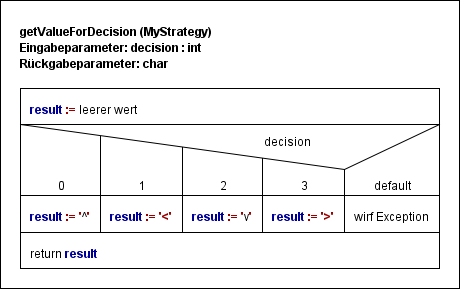 getValueForDecision (MyStrategy)
Eingabeparameter: decision : int
Rückgabeparameter: char
result := leerer wert
decision
0 1 2 3 default
result := '^' result := '<' result := 'v' result := '>' wirf Exception
return result